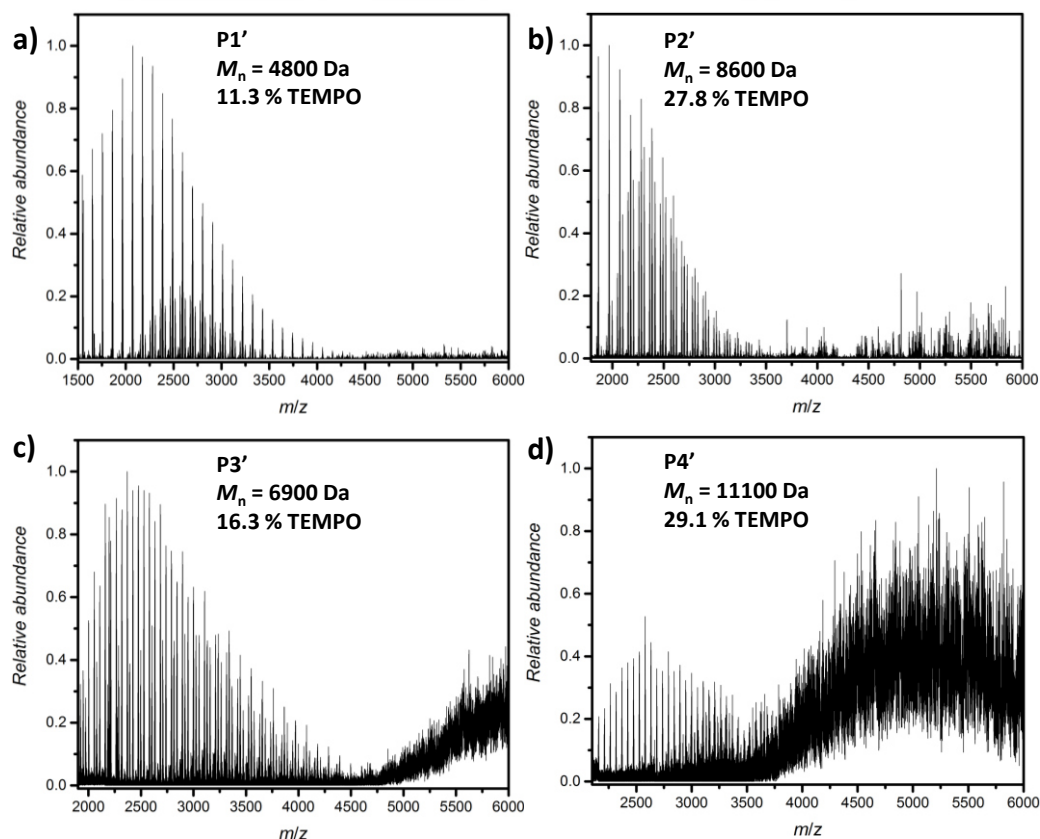 a)
P1’
Mn = 4800 Da
11.3 % TEMPO
Relative abundance
1.0
0.8
0.6
0.4
0.2
0.0
1500 2000 2500 3000 3500 4000 4500 5000 5500 6000
m/z
b)
P2’
Mn = 8600 Da
27.8 % TEMPO
Relative abundance
1.0
0.8
0.6
0.4
0.2
0.0
2000 2500 3000 3500 4000 4500 5000 5500 6000
m/z
c)
P3’
Mn = 6900 Da
16.3 % TEMPO
Relative abundance
1.0
0.8
0.6
0.4
0.2
0.0
2000 2500 3000 3500 4000 4500 5000 5500 6000
m/z
d)
P4’
Mn = 11100 Da
29.1 % TEMPO
Relative abundance
1.0
0.8
0.6
0.4
0.2
0.0
2500 3000 3500 4000 4500 5000 5500 6000
m/z